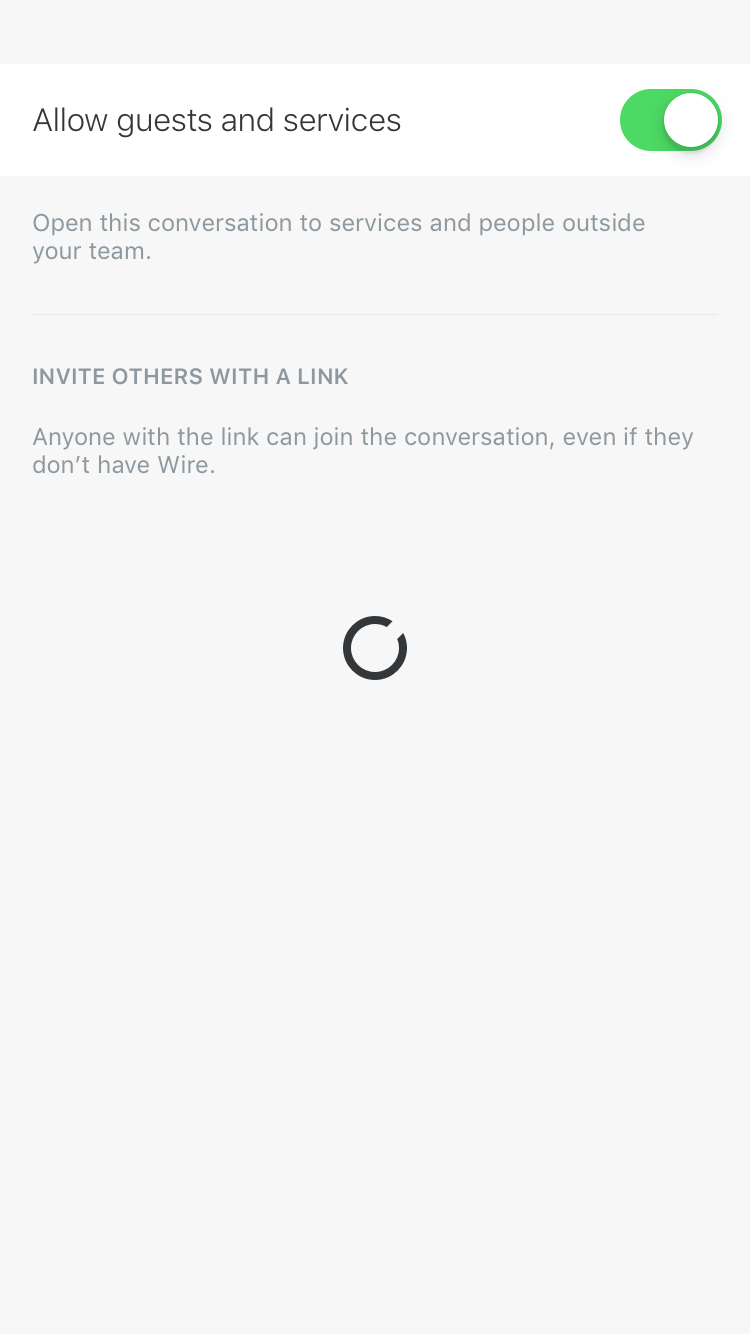 Allow guests and services
Open this conversation to services and people outside
your team.
INVITE OTHERS WITH A LINK
Anyone with the link can join the conversation, even if they
don’t have Wire.